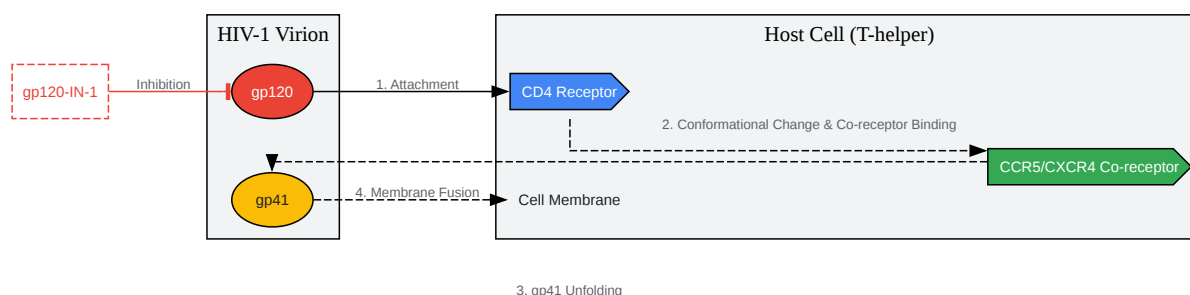 HIV-1 Virion
Host Cell (T-helper)
gp120-IN-1
Inhibition
gp120
1. Attachment
CD4 Receptor
2. Conformational Change & Co-receptor Binding
CCR5/CXCR4 Co-receptor
gp41
4. Membrane Fusion
Cell Membrane
3. gp41 Unfolding